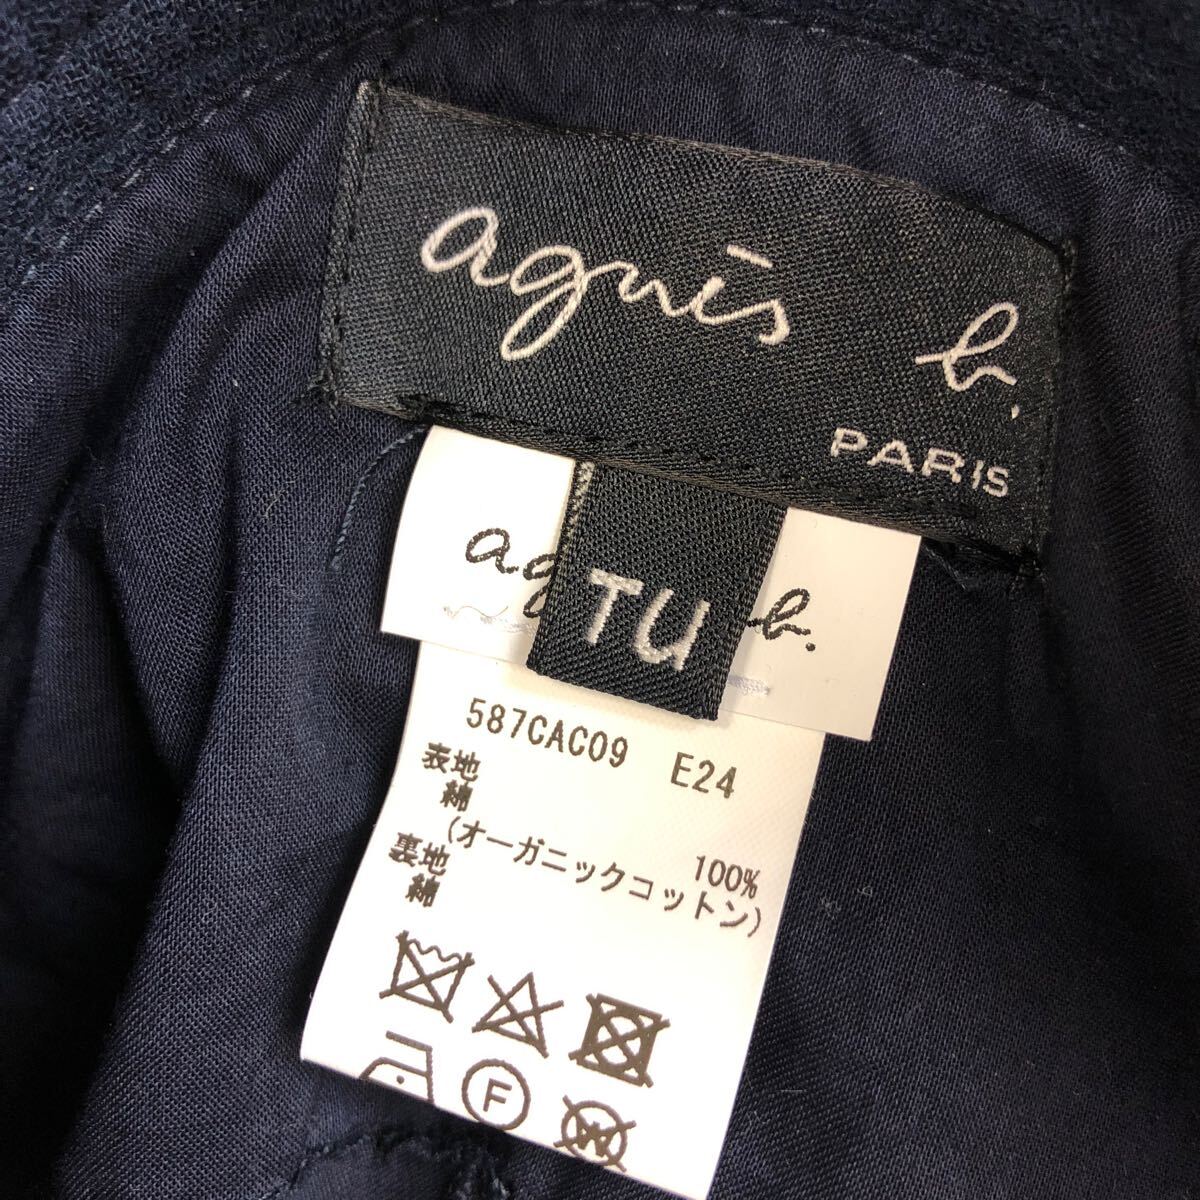 agnès b.
PARIS
TU
b.
587CAC09 E24
表地
綿 100%
(オーガニックコットン)
裏地
綿
F
W